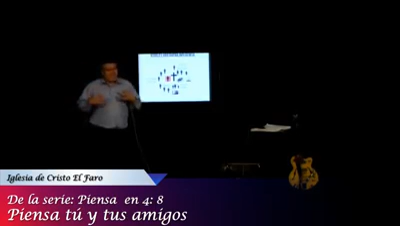 Iglesia de Cristo El Faro
De la serie: Piensa en 4: 8
Piensa tú y tus amigos